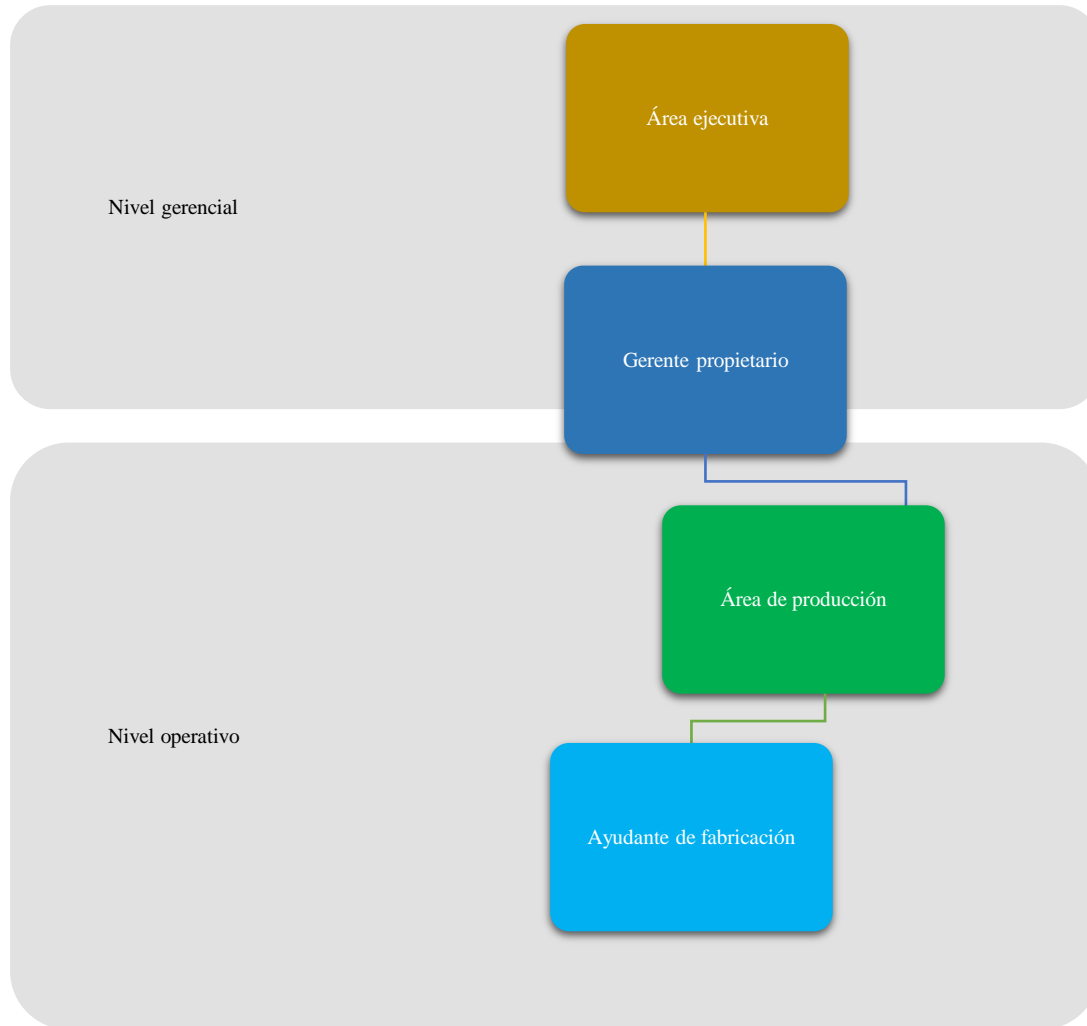 Área ejecutiva
Nivel gerencial
Gerente propietario
Área de producción
Nivel operativo
Ayudante de fabricación